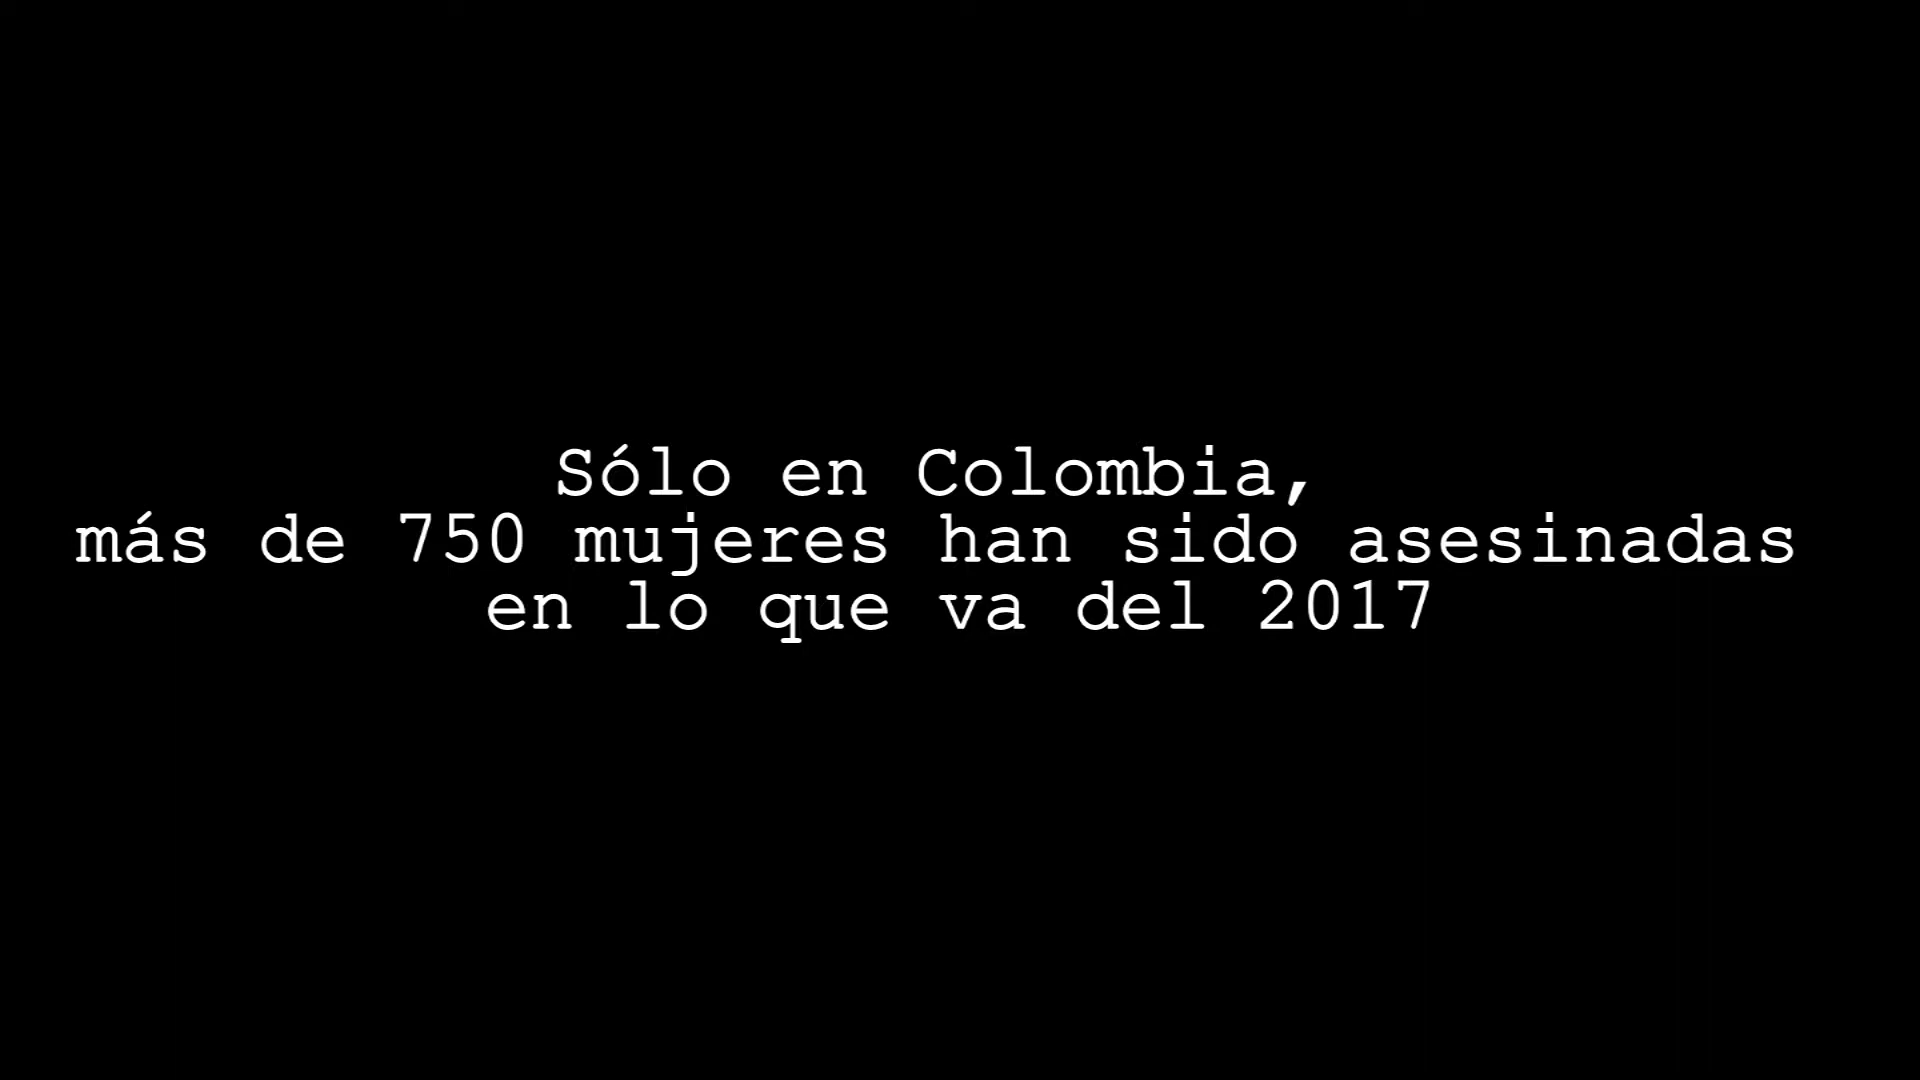 Sólo en Colombia,
más de 750 mujeres han sido asesinadas
en lo que va del 2017